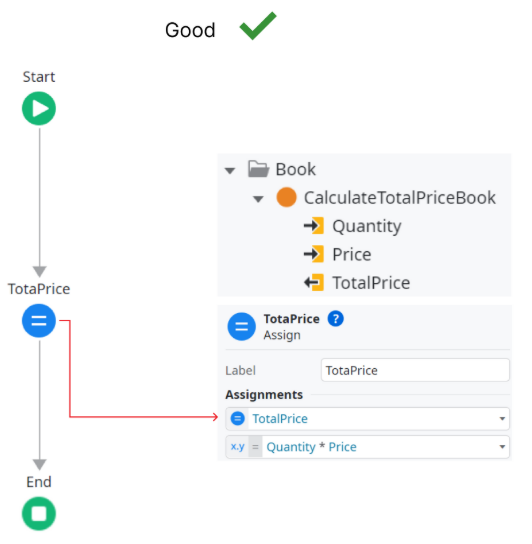 Good
Start
Book
CalculateTotalPriceBook
Quantity
Price
TotalPrice
TotaPrice
TotaPrice ?
Assign
Label TotaPrice
Assignments
TotalPrice
x.y = Quantity * Price
End